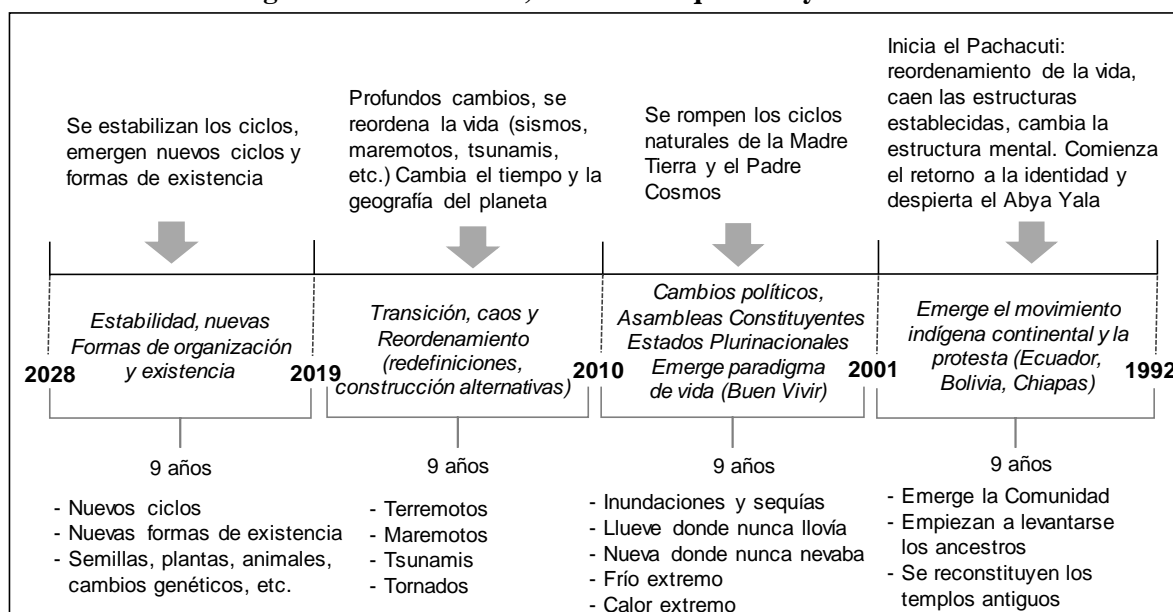 Se estabilizan los ciclos,
emergen nuevos ciclos y
formas de existencia
Profundos cambios, se
reordena la vida (sismos,
maremotos, tsunamis,
etc.) Cambia el tiempo y la
geografía del planeta
Se rompen los ciclos
naturales de la Madre
Tierra y el Padre
Cosmos
Inicia el Pachacuti:
reordenamiento de la vida,
caen las estructuras
establecidas, cambia la
estructura mental. Comienza
el retorno a la identidad y
despierta el Abya Yala
Estabilidad, nuevas
Formas de organización
y existencia
Transición, caos y
Reordenamiento
(redefiniciones,
construcción alternativas)
Cambios políticos,
Asambleas Constituyentes
Estados Plurinacionales
Emerge paradigma
de vida (Buen Vivir)
Emerge el movimiento
indígena continental y la
protesta (Ecuador,
Bolivia, Chiapas)
2028
2019
2010
2001
1992
9 años
9 años
9 años
9 años
- Nuevos ciclos
- Nuevas formas de existencia
- Semillas, plantas, animales,
cambios genéticos, etc.
- Terremotos
- Maremotos
- Tsunamis
- Tornados
- Inundaciones y sequías
- Llueve donde nunca llovía
- Nueva donde nunca nevaba
- Frío extremo
- Calor extremo
- Emerge la Comunidad
- Empiezan a levantarse
los ancestros
- Se reconstituyen los
templos antiguos